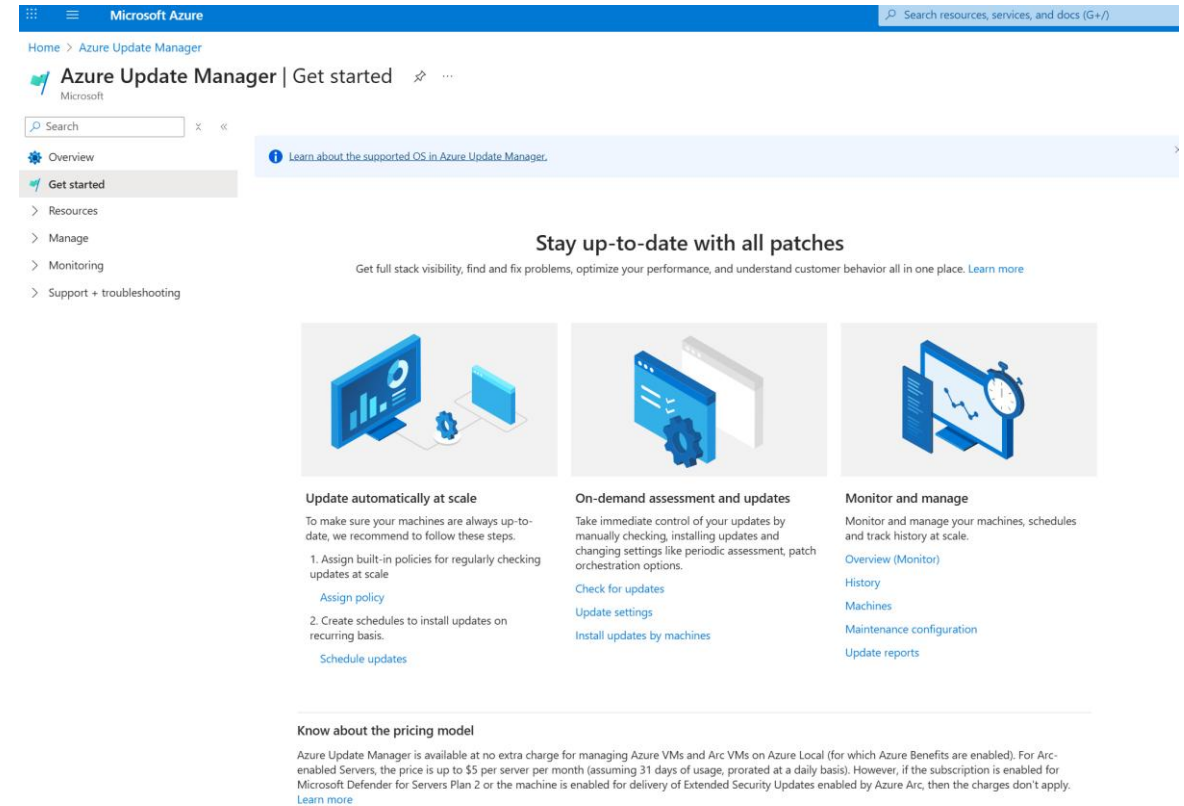 Microsoft Azure
Search resources, services, and docs (G+/)
Home > Azure Update Manager
Azure Update Manager | Get started
Microsoft
Search
Overview
Get started
Resources
Manage
Monitoring
Support + troubleshooting
Learn about the supported OS in Azure Update Manager.
Stay up-to-date with all patches
Get full stack visibility, find and fix problems, optimize your performance, and understand customer behavior all in one place. Learn more
Update automatically at scale
To make sure your machines are always up-to-
date, we recommend to follow these steps.
1. Assign built-in policies for regularly checking
updates at scale
Assign policy
2. Create schedules to install updates on
recurring basis.
Schedule updates
On-demand assessment and updates
Take immediate control of your updates by
manually checking, installing updates and
changing settings like periodic assessment, patch
orchestration options.
Check for updates
Update settings
Install updates by machines
Monitor and manage
Monitor and manage your machines, schedules
and track history at scale.
Overview (Monitor)
History
Machines
Maintenance configuration
Update reports
Know about the pricing model
Azure Update Manager is available at no extra charge for managing Azure VMs and Arc VMs on Azure Local (for which Azure Benefits are enabled). For Arc-
enabled Servers, the price is up to $5 per server per month (assuming 31 days of usage, prorated at a daily basis). However, if the subscription is enabled for
Microsoft Defender for Servers Plan 2 or the machine is enabled for delivery of Extended Security Updates enabled by Azure Arc, then the charges don't apply.
Learn more